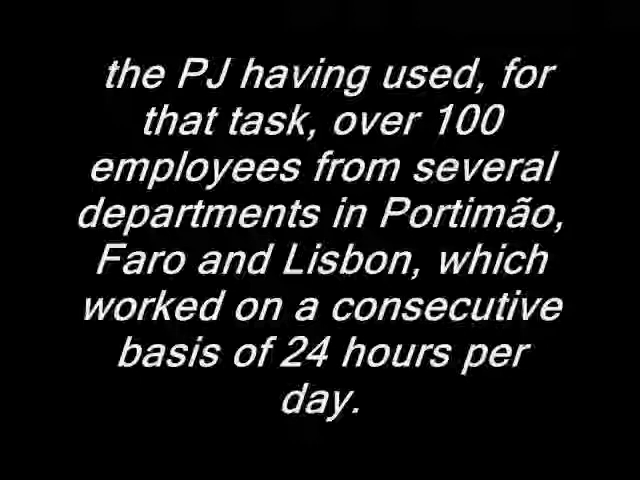 the PJ having used, for
that task, over 100
employees from several
departments in Portimão,
Faro and Lisbon, which
worked on a consecutive
basis of 24 hours per
day.